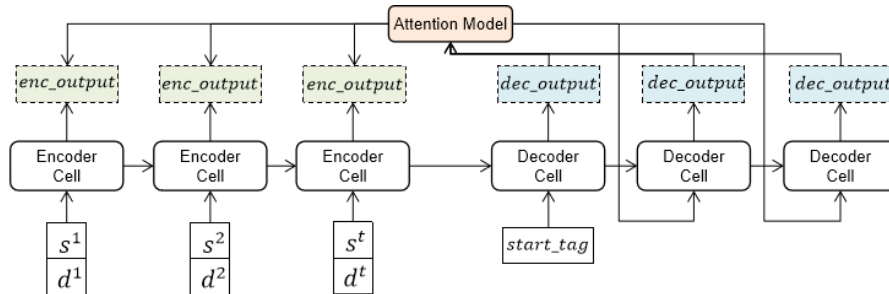 Attention Model
enc_output
enc_output
enc_output
dec_output
dec_output
dec_output
Encoder
Cell
Encoder
Cell
Encoder
Cell
Decoder
Cell
Decoder
Cell
Decoder
Cell
s¹
d¹
s²
d²
sᵗ
dᵗ
start_tag